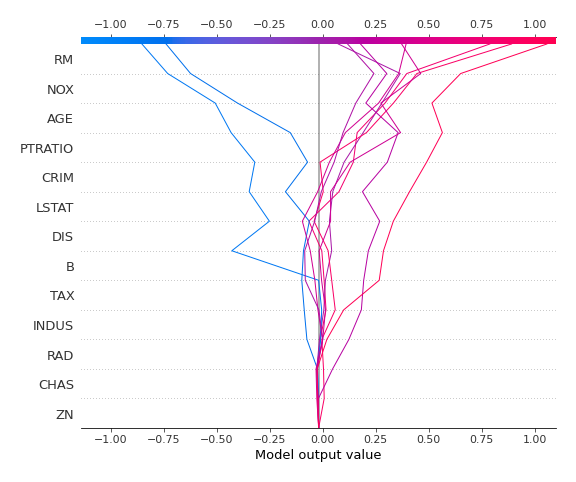 −1.00 −0.75 −0.50 −0.25 0.00 0.25 0.50 0.75 1.00
RM
NOX
AGE
PTRATIO
CRIM
LSTAT
DIS
B
TAX
INDUS
RAD
CHAS
ZN
−1.00 −0.75 −0.50 −0.25 0.00 0.25 0.50 0.75 1.00
Model output value